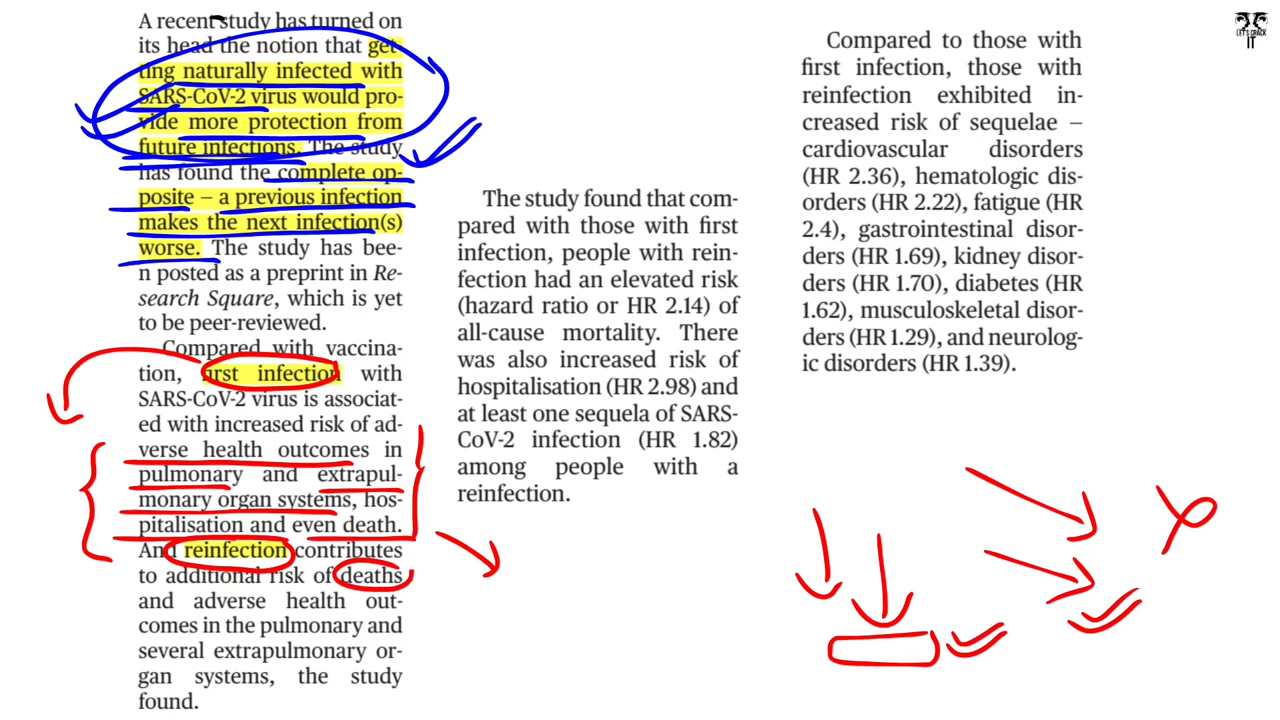 A recent study has turned on
its head the notion that get-
ting naturally infected with
SARS-CoV-2 virus would pro-
vide more protection from
future infections. The study
has found the complete op-
posite – a previous infection
makes the next infection(s)
worse. The study has bee-
n posted as a preprint in Re-
search Square, which is yet
to be peer-reviewed.
Compared with vaccina-
tion, first infection with
SARS-CoV-2 virus is associat-
ed with increased risk of ad-
verse health outcomes in
pulmonary and extrapul-
monary organ systems, hos-
pitalisation and even death.
And reinfection contributes
to additional risk of deaths
and adverse health out-
comes in the pulmonary and
several extrapulmonary or-
gan systems, the study
found.
The study found that com-
pared with those with first
infection, people with rein-
fection had an elevated risk
(hazard ratio or HR 2.14) of
all-cause mortality. There
was also increased risk of
hospitalisation (HR 2.98) and
at least one sequela of SARS-
CoV-2 infection (HR 1.82)
among people with a
reinfection.
Compared to those with
first infection, those with
reinfection exhibited in-
creased risk of sequelae –
cardiovascular disorders
(HR 2.36), hematologic dis-
orders (HR 2.22), fatigue (HR
2.4), gastrointestinal disor-
ders (HR 1.69), kidney disor-
ders (HR 1.70), diabetes (HR
1.62), musculoskeletal disor-
ders (HR 1.29), and neurolog-
ic disorders (HR 1.39).
LET'S CRACK
IT